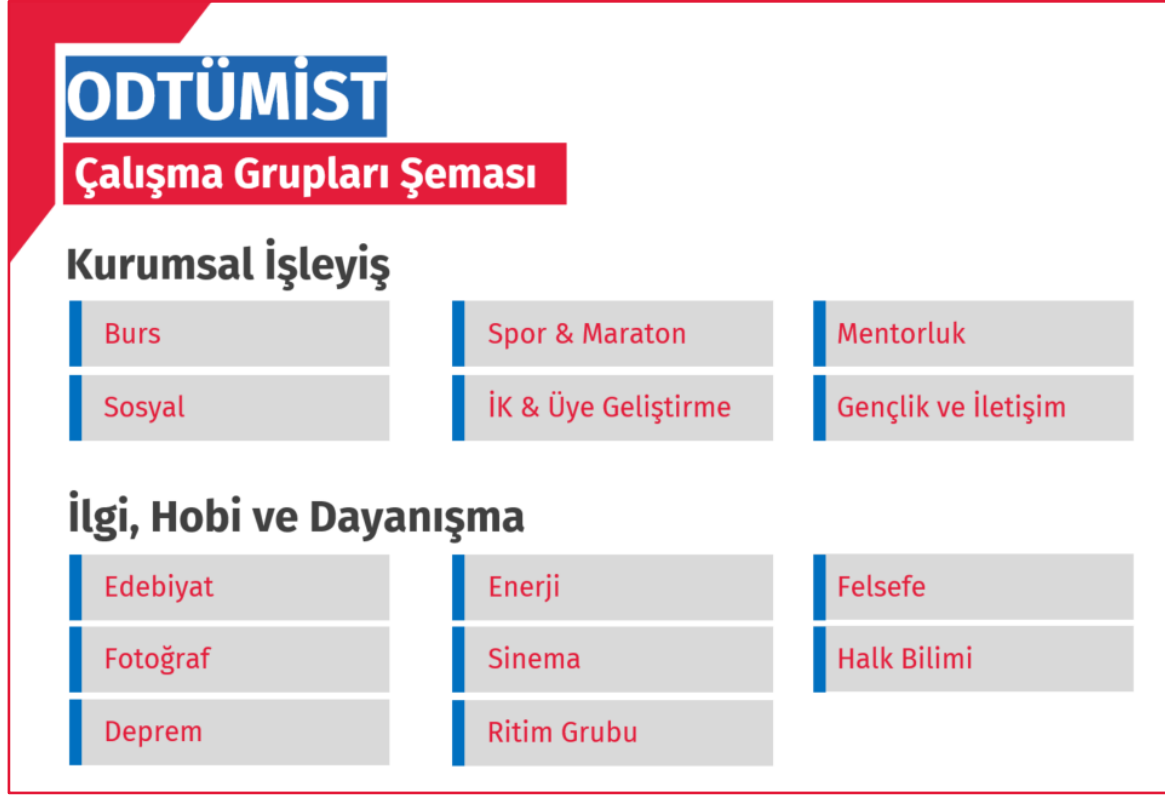 ODTÜMİST
Çalışma Grupları Şeması
Kurumsal İşleyiş
Burs
Spor & Maraton
Mentorluk
Sosyal
İK & Üye Geliştirme
Gençlik ve İletişim
İlgi, Hobi ve Dayanışma
Edebiyat
Enerji
Felsefe
Fotoğraf
Sinema
Halk Bilimi
Deprem
Ritim Grubu